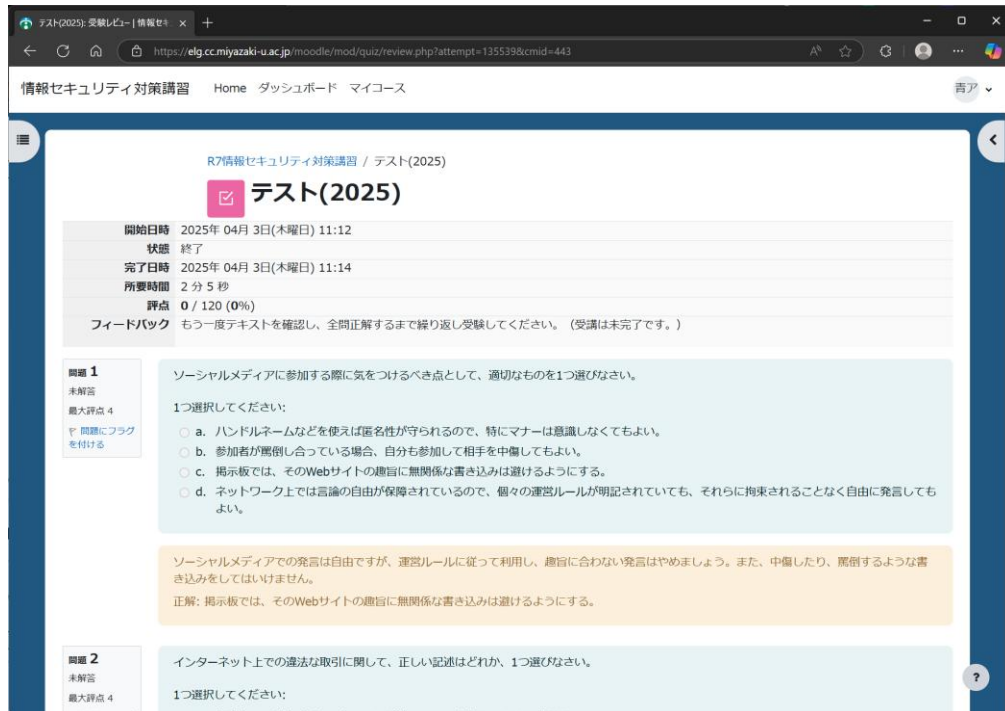 テスト(2025): 受験レビュー | 情報セキ
https://elg.cc.miyazaki-u.ac.jp/moodle/mod/quiz/review.php?attempt=135539&cmid=443
情報セキュリティ対策講習 Home ダッシュボード マイコース 青ア
R7情報セキュリティ対策講習 / テスト(2025)
テスト(2025)
開始日時 2025年 04月 3日(木曜日) 11:12
状態 終了
完了日時 2025年 04月 3日(木曜日) 11:14
所要時間 2 分 5 秒
評点 0 / 120 (0%)
フィードバック もう一度テキストを確認し、全問正解するまで繰り返し受験してください。(受講は未完了です。)
問題 1
未解答
最大評点 4
問題にフラグ
を付ける
ソーシャルメディアに参加する際に気をつけるべき点として、適切なものを1つ選びなさい。
1つ選択してください:
a. ハンドルネームなどを使えば匿名性が守られるので、特にマナーは意識しなくてもよい。
b. 参加者が罵倒し合っている場合、自分も参加して相手を中傷してもよい。
c. 掲示板では、そのWebサイトの趣旨に無関係な書き込みは避けるようにする。
d. ネットワーク上では言論の自由が保障されているので、個々の運営ルールが明記されていても、それらに拘束されることなく自由に発言しても
よい。
ソーシャルメディアでの発言は自由ですが、運営ルールに従って利用し、趣旨に合わない発言はやめましょう。また、中傷したり、罵倒するような書
き込みをしてはいけません。
正解: 掲示板では、そのWebサイトの趣旨に無関係な書き込みは避けるようにする。
問題 2
未解答
最大評点 4
インターネット上での違法な取引に関して、正しい記述はどれか、1つ選びなさい。
1つ選択してください:
?